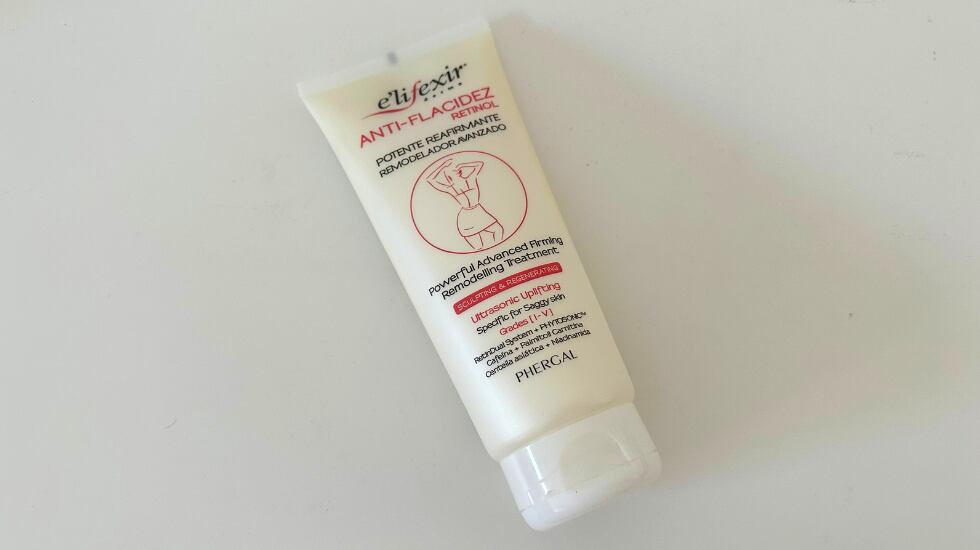 e'lifexir®
dermo
ANTI-FLACIDEZ
RETINOL
POTENTE REAFIRMANTE
REMODELADOR AVANZADO
Powerful Advanced Firming
Remodelling Treatment
SCULPTING & REGENERATING
Ultrasonic Uplifting
Specific for Saggy skin
Grades [ I - V ]
RetinDual System + PHYTOSONIC™
Cafeína + Palmitoil Carnitina
Centella asiática + Niacinamida
PHERGAL